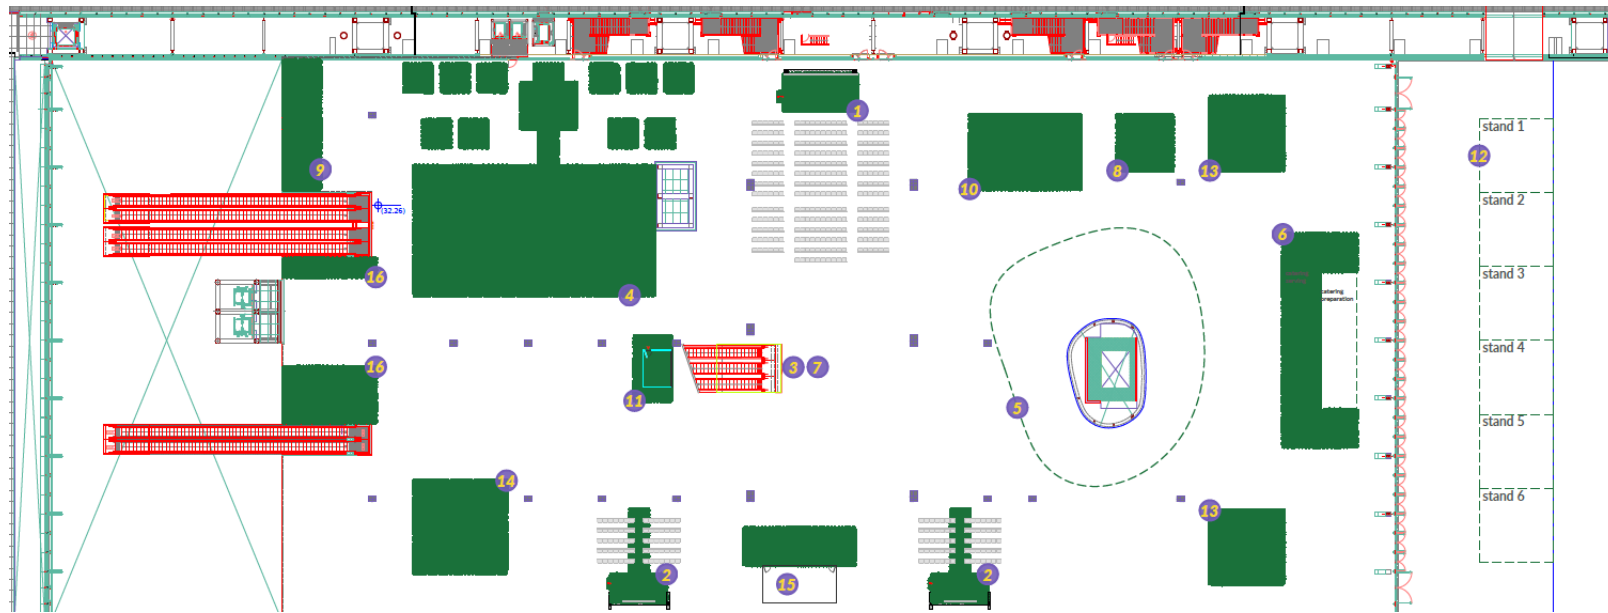 1
stand 1
12
9
10
8
13
stand 2
(32.26)
6
16
4
stand 3
catering
preparation
stand 4
16
3
7
11
5
stand 5
14
13
stand 6
2
15
2